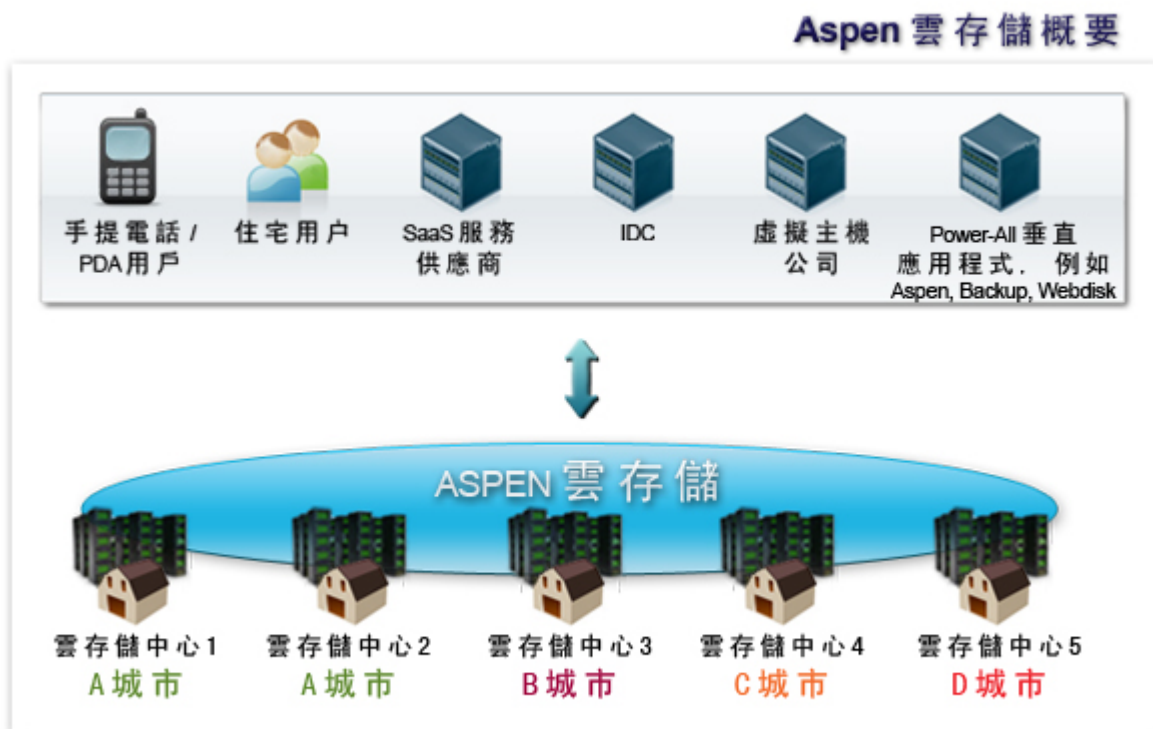 Aspen 雲存儲概要
手提電話 /
PDA用戶
住宅用户
SaaS服務
供應商
IDC
虛擬主機
公司
Power-All 垂直
應用程式. 例如
Aspen, Backup, Webdisk
ASPEN 雲存儲
雲存儲中心1
A城市
雲存儲中心2
A城市
雲存儲中心3
B城市
雲存儲中心4
C城市
雲存儲中心5
D城市